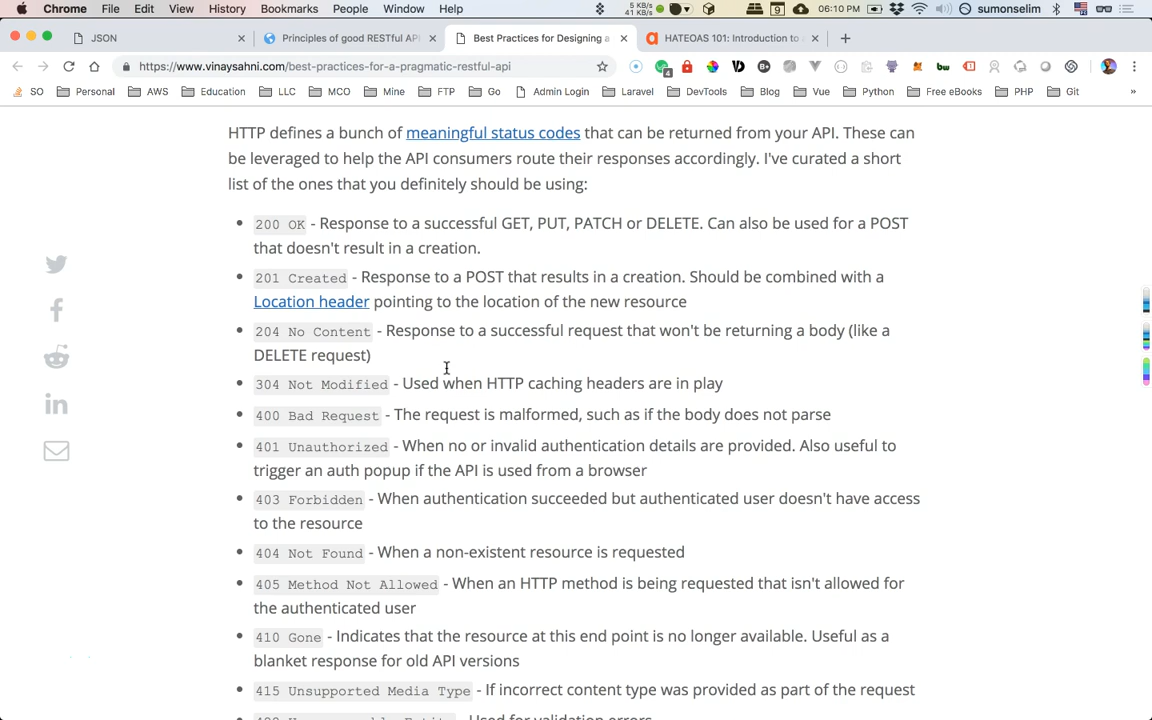 Chrome File Edit View History Bookmarks People Window Help 5 KB/s 41 KB/s 9 06:10 PM sumonselim
JSON Principles of good RESTful API Best Practices for Designing a HATEOAS 101: Introduction to
https://www.vinaysahni.com/best-practices-for-a-pragmatic-restful-api
SO Personal AWS Education LLC MCO Mine FTP Go Admin Login Laravel DevTools Blog Vue Python Free eBooks PHP Git »
HTTP defines a bunch of meaningful status codes that can be returned from your API. These can
be leveraged to help the API consumers route their responses accordingly. I've curated a short
list of the ones that you definitely should be using:
• 200 OK - Response to a successful GET, PUT, PATCH or DELETE. Can also be used for a POST
that doesn't result in a creation.
• 201 Created - Response to a POST that results in a creation. Should be combined with a
Location header pointing to the location of the new resource
• 204 No Content - Response to a successful request that won't be returning a body (like a
DELETE request)
• 304 Not Modified - Used when HTTP caching headers are in play
• 400 Bad Request - The request is malformed, such as if the body does not parse
• 401 Unauthorized - When no or invalid authentication details are provided. Also useful to
trigger an auth popup if the API is used from a browser
• 403 Forbidden - When authentication succeeded but authenticated user doesn't have access
to the resource
• 404 Not Found - When a non-existent resource is requested
• 405 Method Not Allowed - When an HTTP method is being requested that isn't allowed for
the authenticated user
• 410 Gone - Indicates that the resource at this end point is no longer available. Useful as a
blanket response for old API versions
• 415 Unsupported Media Type - If incorrect content type was provided as part of the request
- Used for validation errors